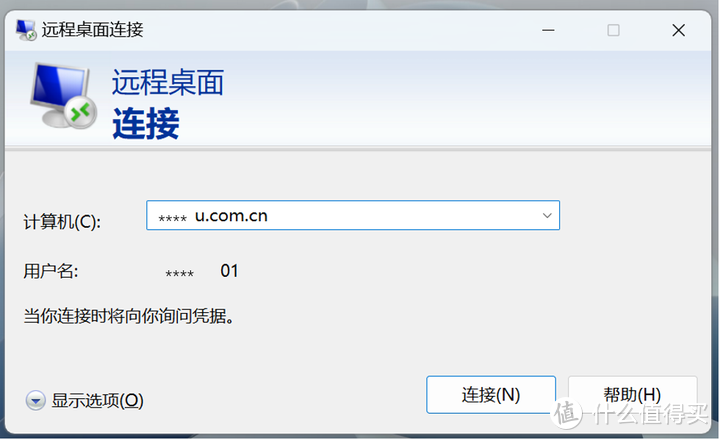 远程桌面连接
远程桌面
连接
计算机(C):
**** u.com.cn
用户名:
**** 01
当你连接时将向你询问凭据。
显示选项(O)
连接(N)
帮助(H)
值 什么值得买